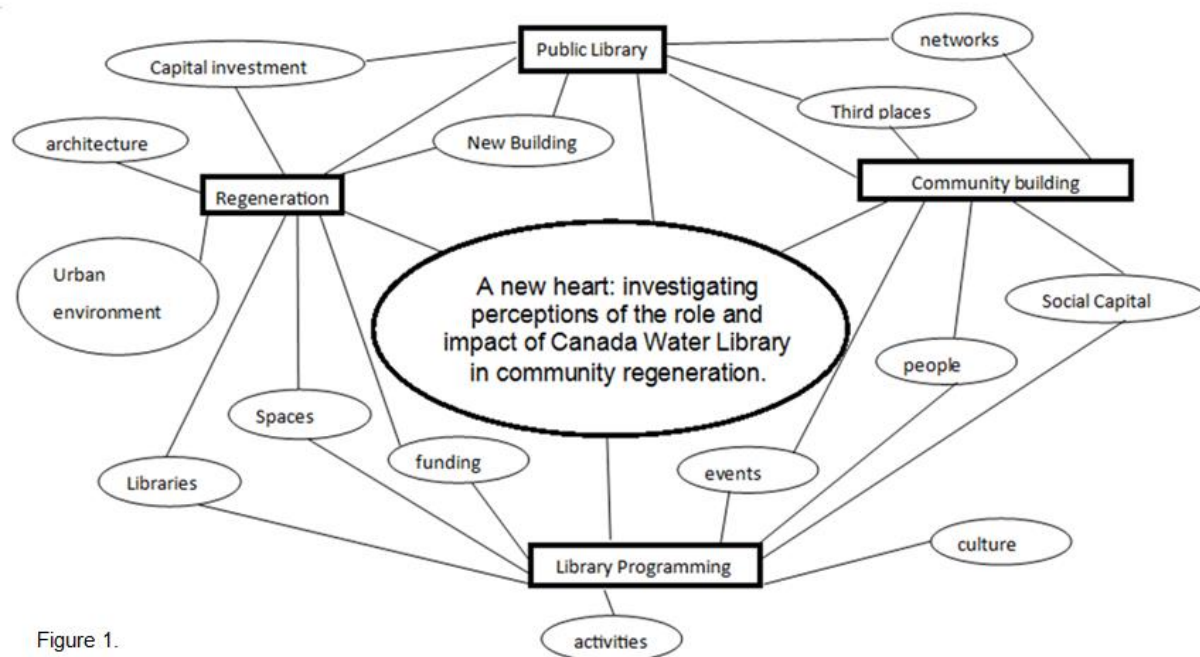 Public Library
networks
Capital investment
Third places
architecture
New Building
Community building
Regeneration
Urban
environment
A new heart: investigating
perceptions of the role and
impact of Canada Water Library
in community regeneration.
Social Capital
people
Spaces
funding
events
Libraries
culture
Library Programming
activities
Figure 1.